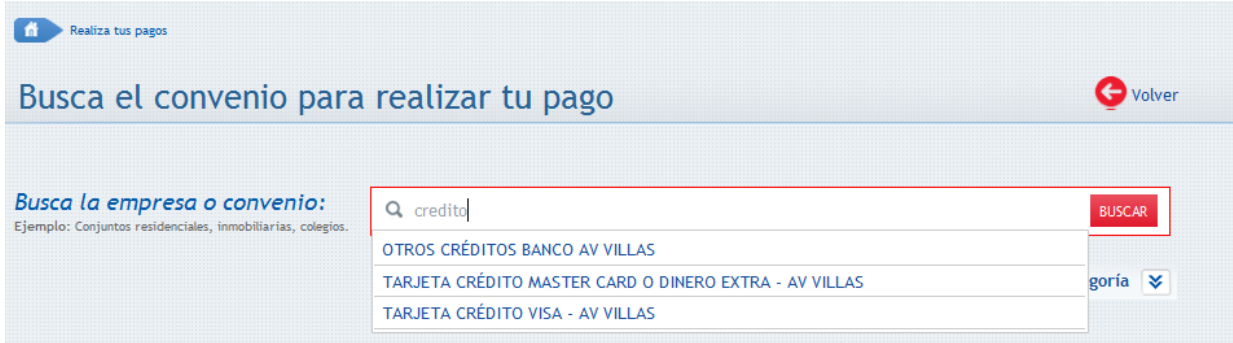 Realiza tus pagos
Busca el convenio para realizar tu pago
Volver
Busca la empresa o convenio:
Ejemplo: Conjuntos residenciales, inmobiliarias, colegios.
credito
BUSCAR
OTROS CRÉDITOS BANCO AV VILLAS
TARJETA CRÉDITO MASTER CARD O DINERO EXTRA - AV VILLAS
goría
TARJETA CRÉDITO VISA - AV VILLAS